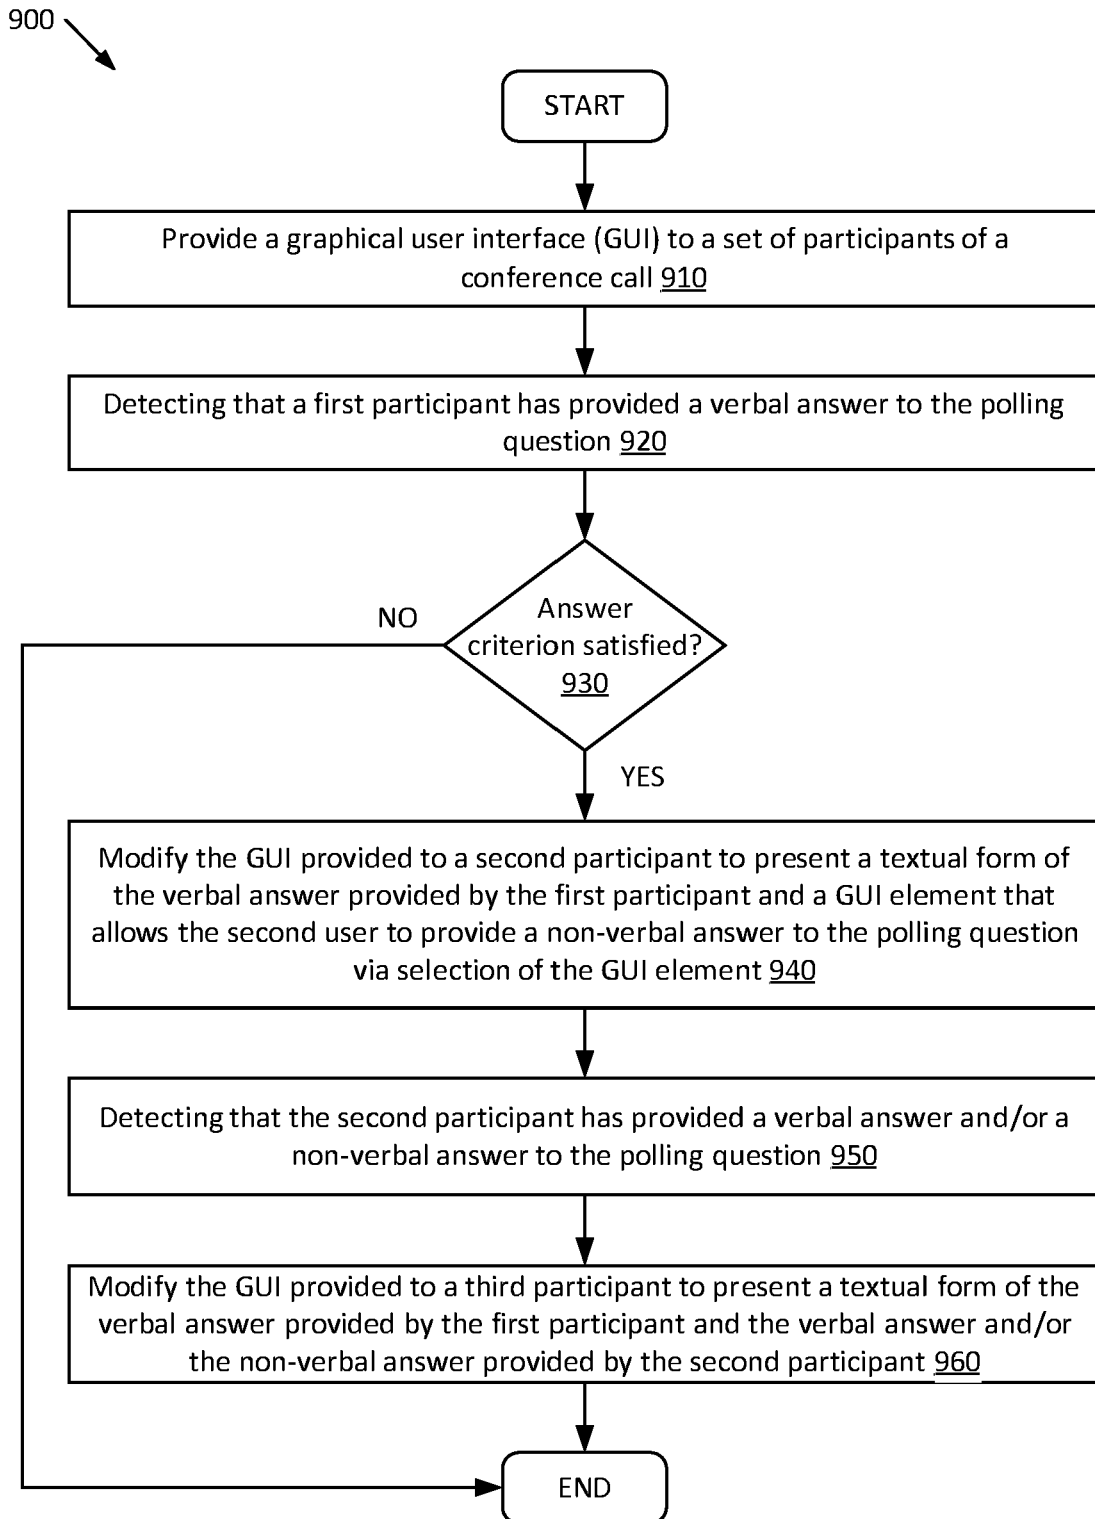 900
START
Provide a graphical user interface (GUI) to a set of participants of a
conference call 910
Detecting that a first participant has provided a verbal answer to the polling
question 920
Answer
criterion satisfied?
930
NO
YES
Modify the GUI provided to a second participant to present a textual form of
the verbal answer provided by the first participant and a GUI element that
allows the second user to provide a non-verbal answer to the polling question
via selection of the GUI element 940
Detecting that the second participant has provided a verbal answer and/or a
non-verbal answer to the polling question 950
Modify the GUI provided to a third participant to present a textual form of the
verbal answer provided by the first participant and the verbal answer and/or
the non-verbal answer provided by the second participant 960
END